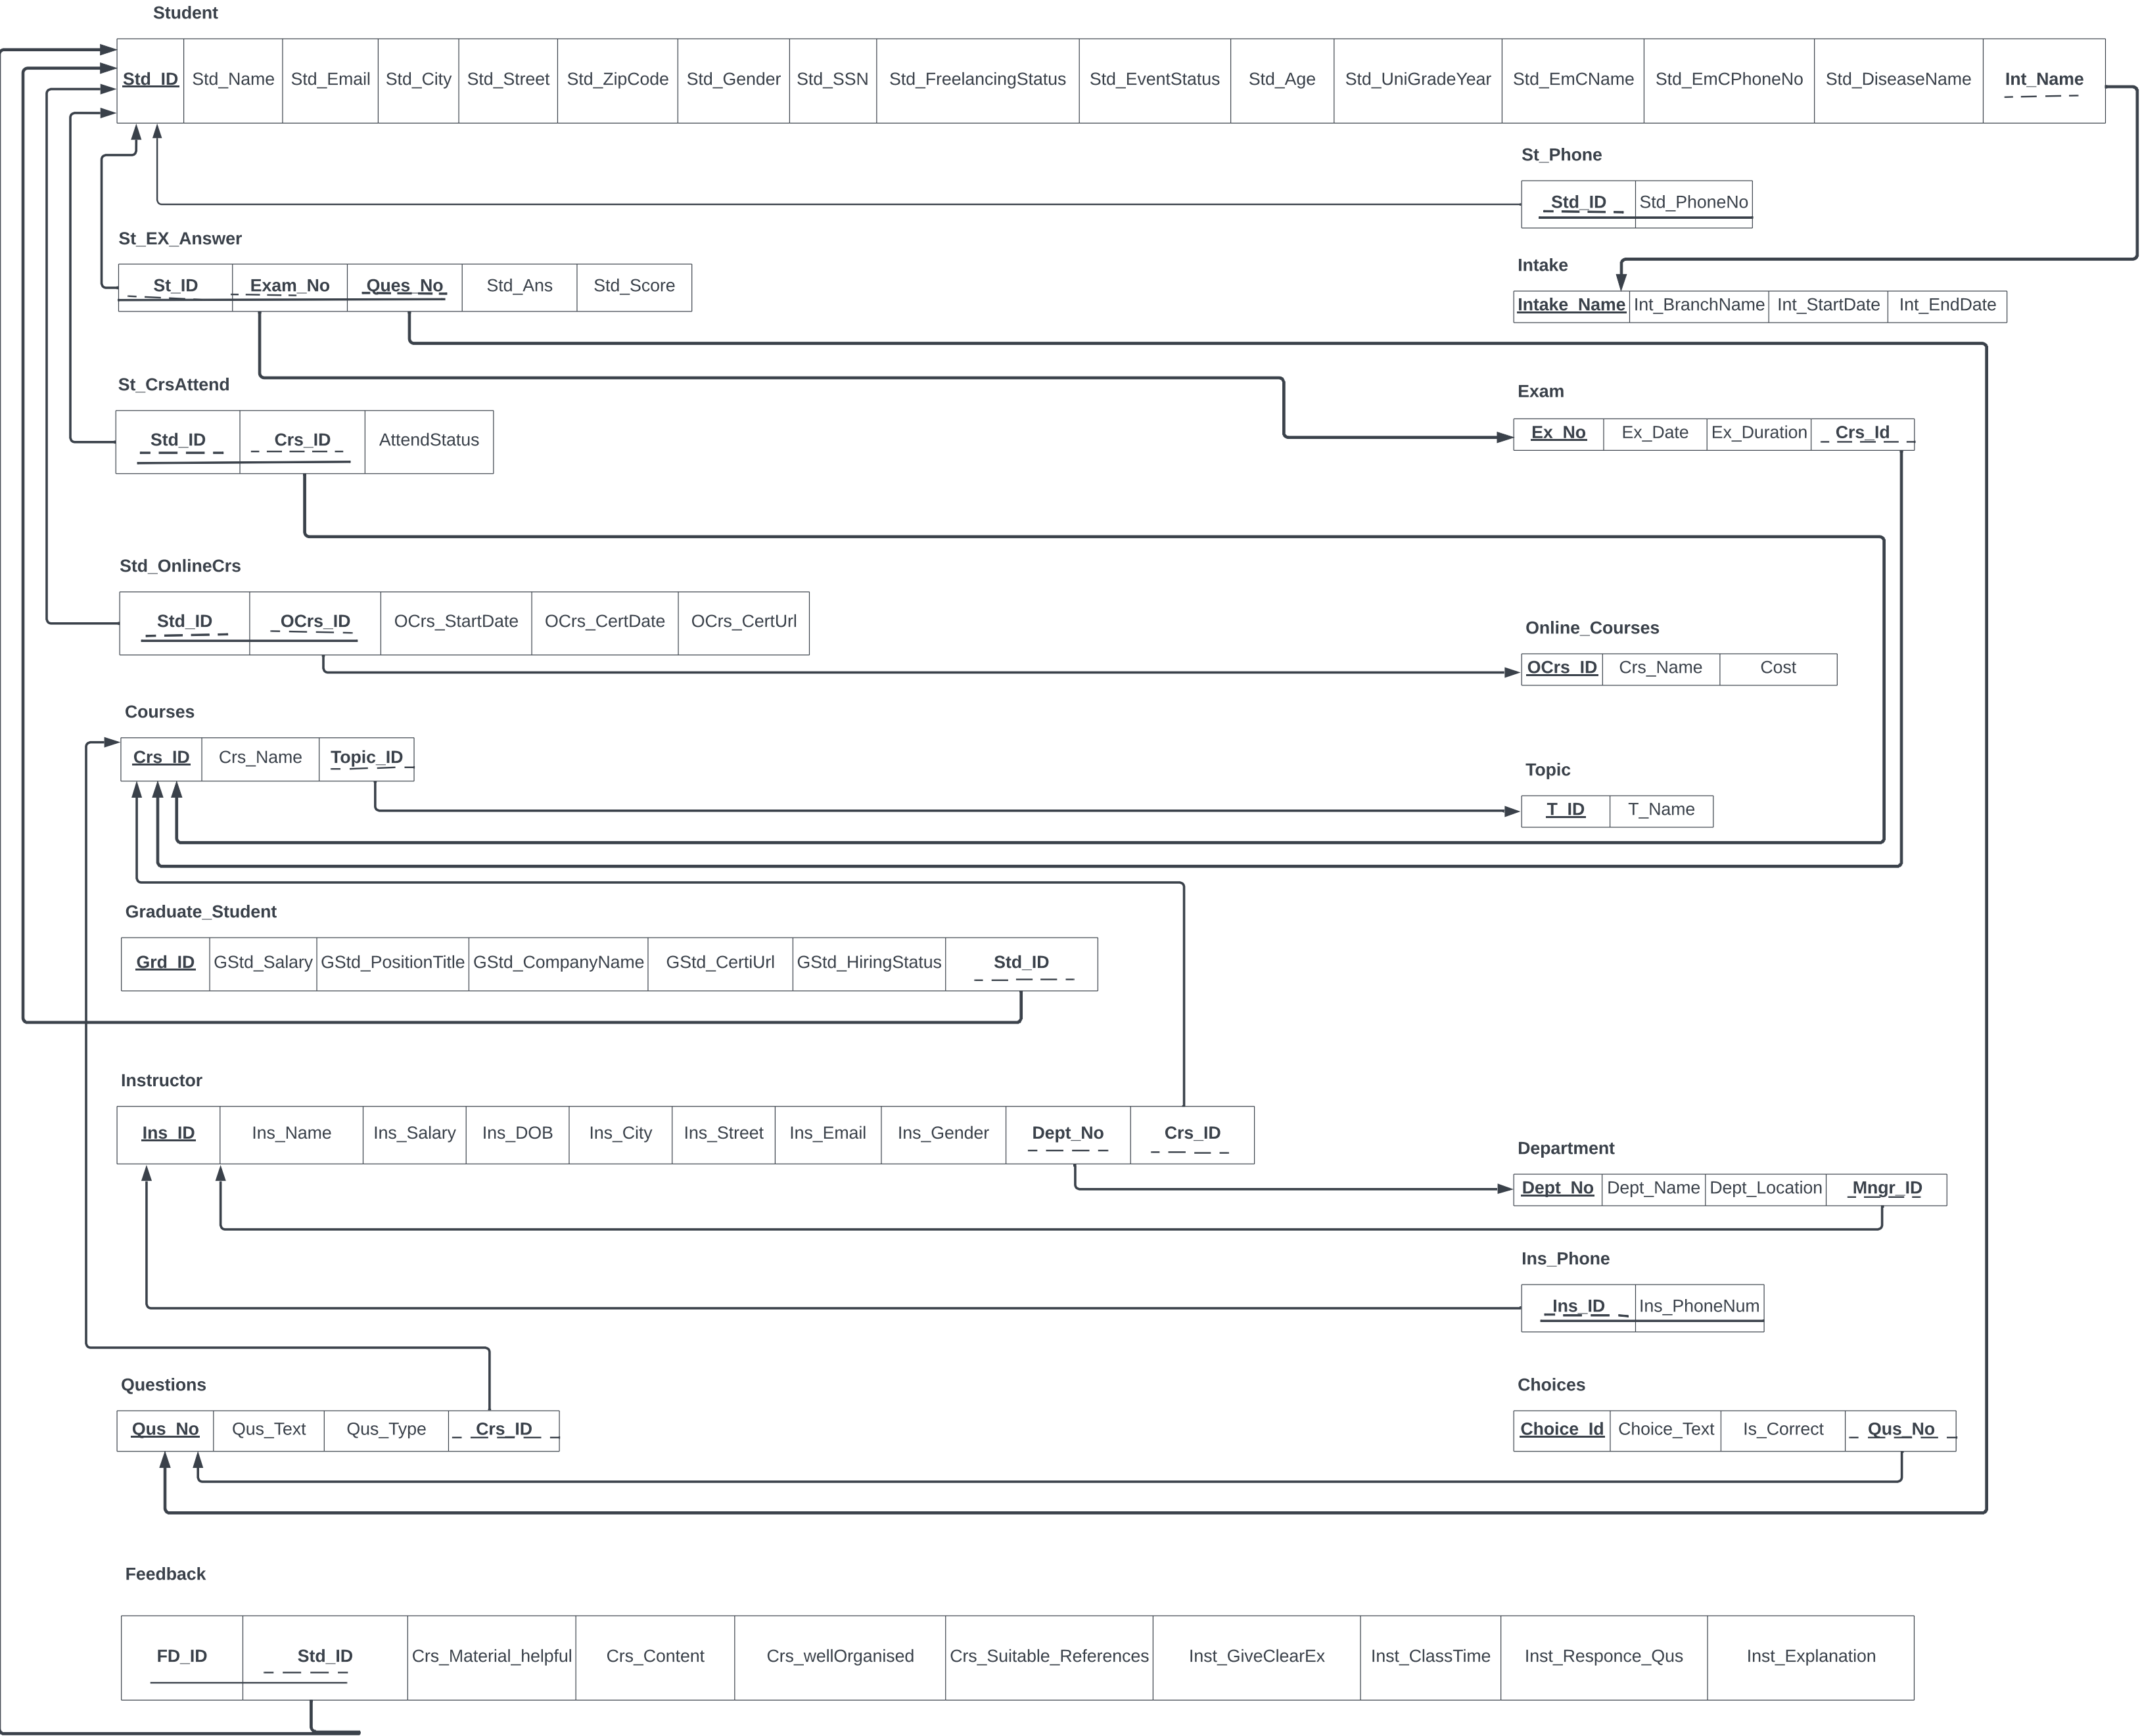 Student
Std_ID Std_Name Std_Email Std_City Std_Street Std_ZipCode Std_Gender Std_SSN Std_FreelancingStatus Std_EventStatus Std_Age Std_UniGradeYear Std_EmCName Std_EmCPhoneNo Std_DiseaseName Int_Name
St_Phone
Std_ID Std_PhoneNo
St_EX_Answer
St_ID Exam_No Ques_No Std_Ans Std_Score
Intake
Intake_Name Int_BranchName Int_StartDate Int_EndDate
St_CrsAttend
Std_ID Crs_ID AttendStatus
Exam
Ex_No Ex_Date Ex_Duration Crs_Id
Std_OnlineCrs
Std_ID OCrs_ID OCrs_StartDate OCrs_CertDate OCrs_CertUrl
Online_Courses
OCrs_ID Crs_Name Cost
Courses
Crs_ID Crs_Name Topic_ID
Topic
T_ID T_Name
Graduate_Student
Grd_ID GStd_Salary GStd_PositionTitle GStd_CompanyName GStd_CertiUrl GStd_HiringStatus Std_ID
Instructor
Ins_ID Ins_Name Ins_Salary Ins_DOB Ins_City Ins_Street Ins_Email Ins_Gender Dept_No Crs_ID
Department
Dept_No Dept_Name Dept_Location Mngr_ID
Ins_Phone
Ins_ID Ins_PhoneNum
Questions
Qus_No Qus_Text Qus_Type Crs_ID
Choices
Choice_Id Choice_Text Is_Correct Qus_No
Feedback
FD_ID Std_ID Crs_Material_helpful Crs_Content Crs_wellOrganised Crs_Suitable_References Inst_GiveClearEx Inst_ClassTime Inst_Responce_Qus Inst_Explanation